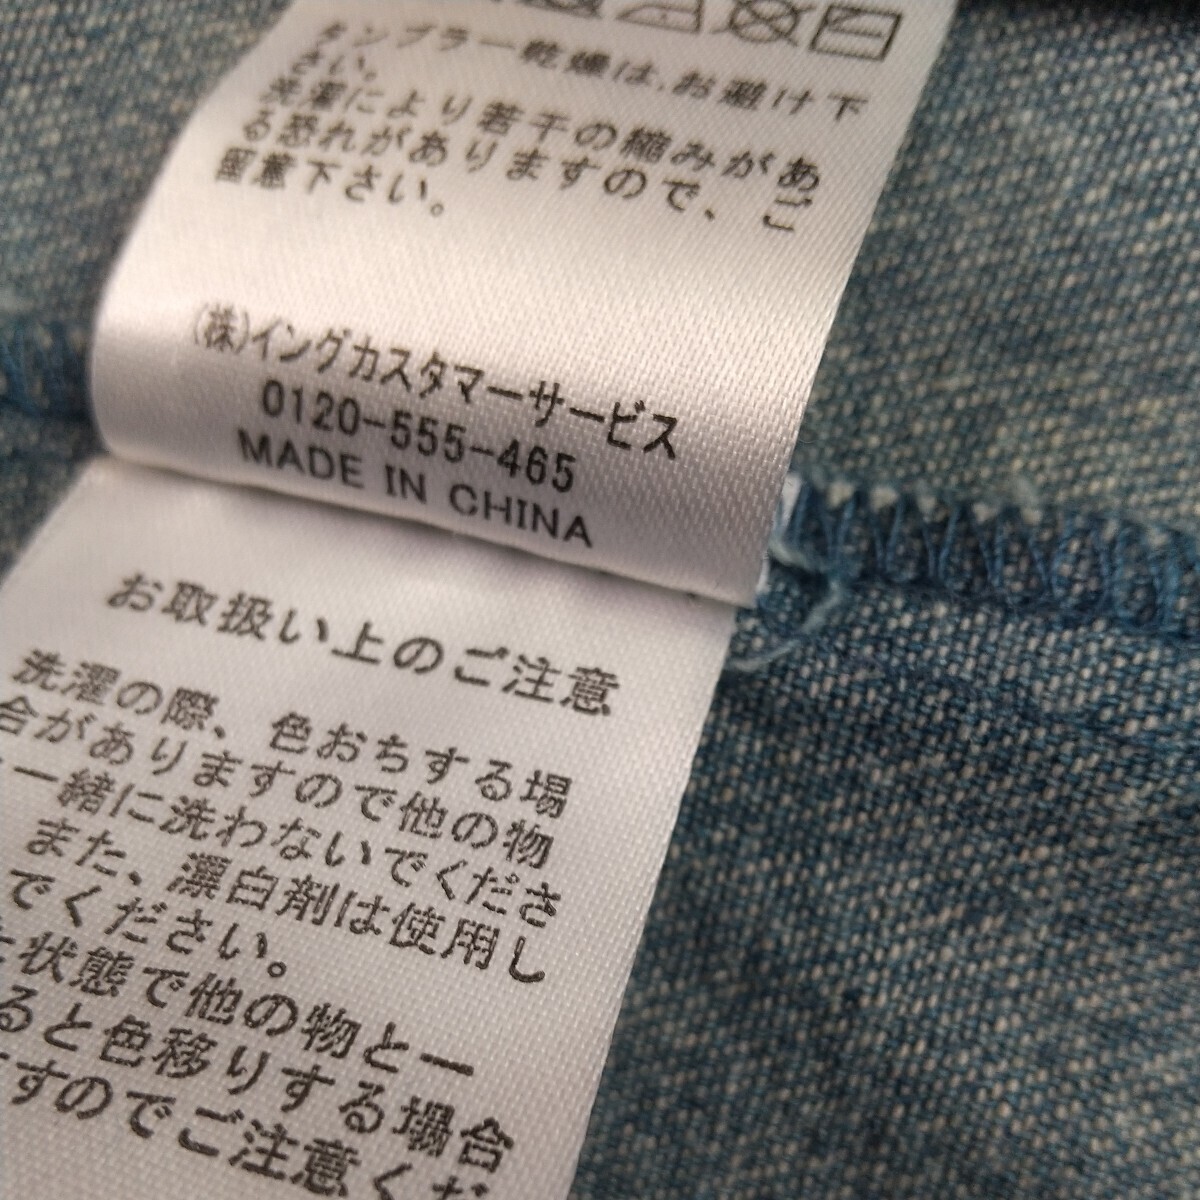 タンブラー乾燥は、お避け下
さい。
洗濯により若干の縮みがあ
る恐れがありますので、ご
留意下さい。
(株)イングカスタマーサービス
0120-555-465
MADE IN CHINA
お取扱い上のご注意
洗濯の際、色おちする場
合がありますので他の物
一緒に洗わないでくださ
また、漂白剤は使用し
でください。
状態で他の物と一
ると色移りする場合
すのでご注意くだ